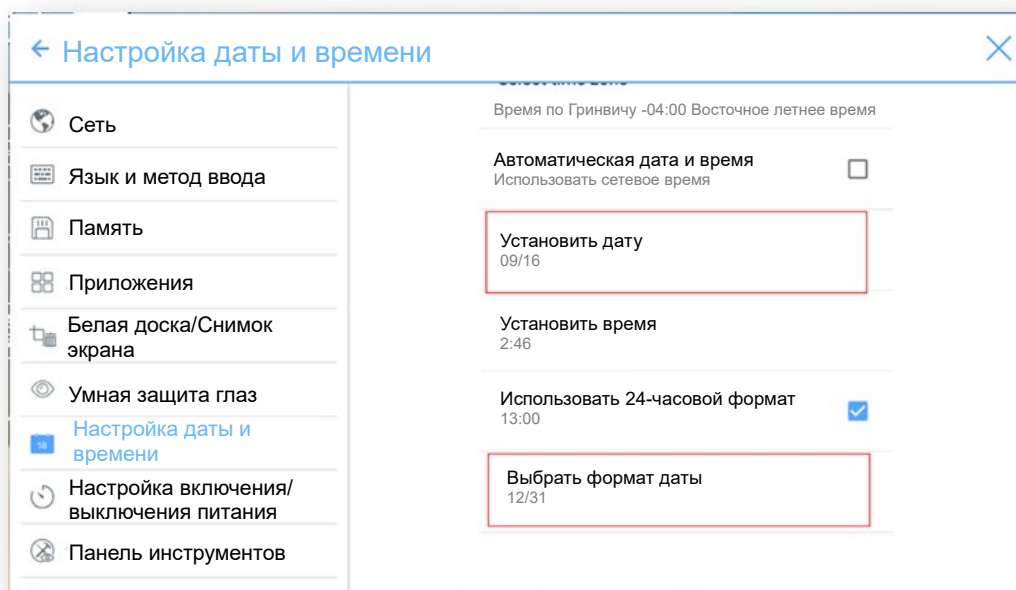 Настройка даты и времени
Сеть
Язык и метод ввода
Память
Приложения
Белая доска/Снимок
экрана
Умная защита глаз
18
Настройка даты и
времени
Настройка включения/
выключения питания
Панель инструментов
Select time zone
Время по Гринвичу -04:00 Восточное летнее время
Автоматическая дата и время
Использовать сетевое время
Установить дату
09/16
Установить время
2:46
Использовать 24-часовой формат
13:00
Выбрать формат даты
12/31